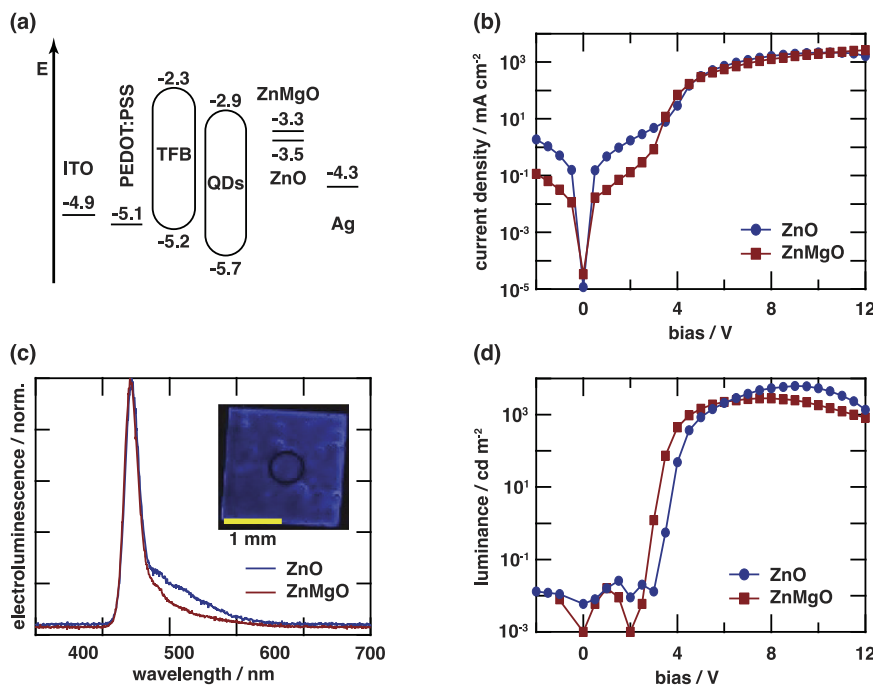 (a)
E
ITO
-4.9
PEDOT:PSS
-5.1
-2.3
TFB
-5.2
-2.9
QDs
-5.7
ZnMgO
-3.3
-3.5
ZnO
-4.3
Ag
(b)
current density / mA cm-2
10³
10¹
10-1
10-3
10-5
0
4
8
12
bias / V
ZnO
ZnMgO
(c)
electroluminescence / norm.
1 mm
ZnO
ZnMgO
400
500
600
700
wavelength / nm
(d)
luminance / cd m-2
10³
10¹
10-1
10-3
0
4
8
12
bias / V
ZnO
ZnMgO